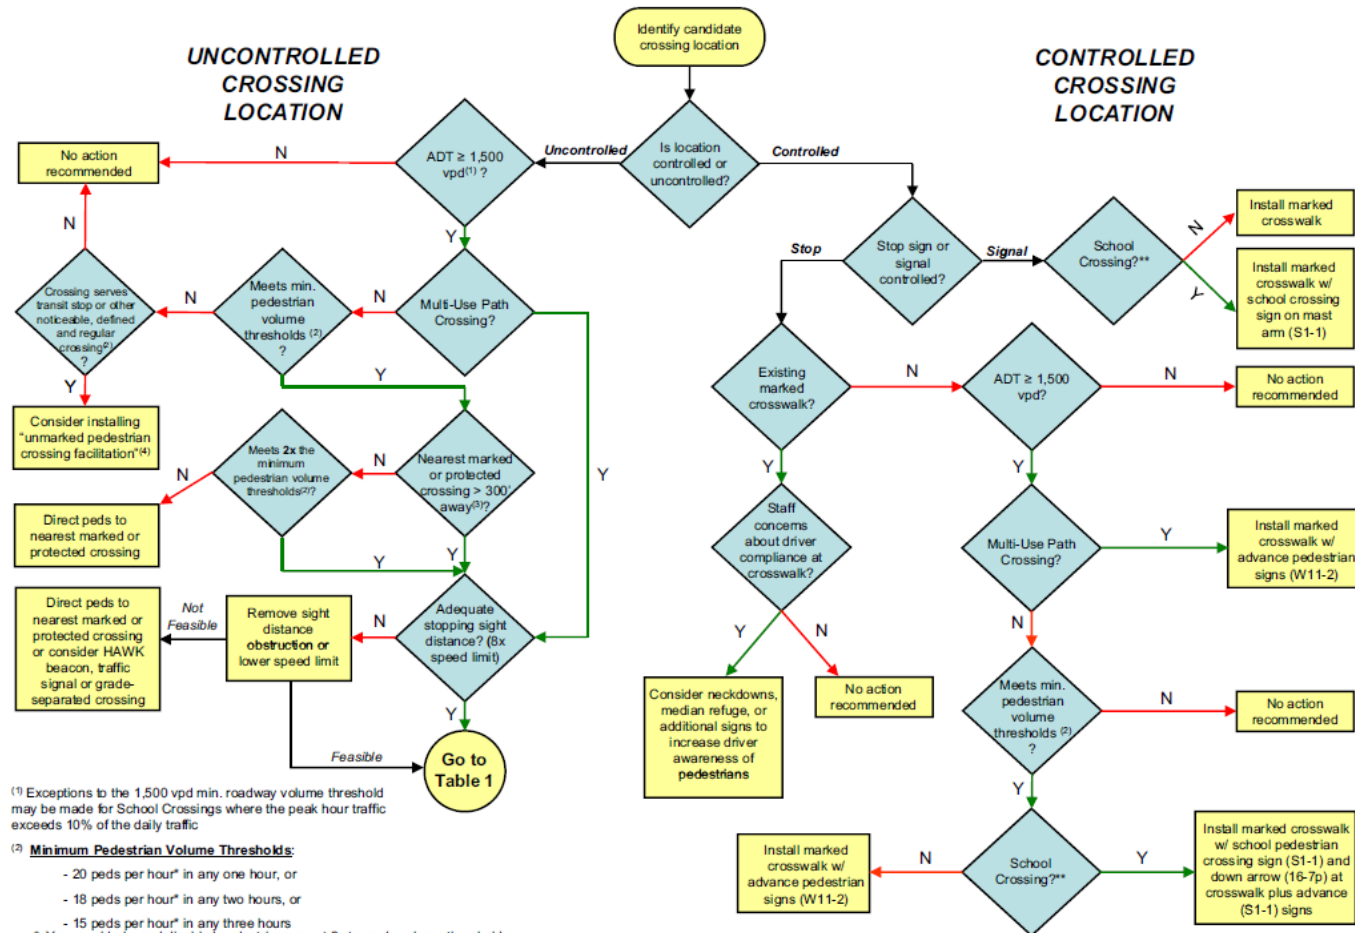 Identify candidate
crossing location
UNCONTROLLED
CROSSING
LOCATION
CONTROLLED
CROSSING
LOCATION
Is location
controlled or
uncontrolled?
Uncontrolled
Controlled
ADT ≥ 1,500
vpd(1) ?
N
No action
recommended
Y
Multi-Use Path
Crossing?
N
Y
Meets min.
pedestrian
volume
thresholds (2)
?
N
Y
Crossing serves
transit stop or other
noticeable, defined
and regular
crossing(2)
?
N
Y
Consider installing
"unmarked pedestrian
crossing facilitation"(4)
Nearest marked
or protected
crossing > 300'
away(3)?
N
Y
Meets 2x the
minimum
pedestrian volume
thresholds(2)?
N
Y
Direct peds to
nearest marked or
protected crossing
Adequate
stopping sight
distance? (8x
speed limit)
N
Y
Remove sight
distance
obstruction or
lower speed limit
Not
Feasible
Direct peds to
nearest marked or
protected crossing
or consider HAWK
beacon, traffic
signal or grade-
separated crossing
Feasible
Go to
Table 1
Stop sign or
signal
controlled?
Stop
Signal
School
Crossing?**
N
Install marked
crosswalk
Y
Install marked
crosswalk w/
school crossing
sign on mast
arm (S1-1)
Existing
marked
crosswalk?
N
Y
ADT ≥ 1,500
vpd?
N
No action
recommended
Y
Staff
concerns
about driver
compliance at
crosswalk?
Y
N
Consider neckdowns,
median refuge, or
additional signs to
increase driver
awareness of
pedestrians
No action
recommended
Multi-Use Path
Crossing?
Y
Install marked
crosswalk w/
advance pedestrian
signs (W11-2)
N
Meets min.
pedestrian
volume
thresholds (2)
?
N
No action
recommended
Y
School
Crossing?**
N
Install marked
crosswalk w/
advance pedestrian
signs (W11-2)
Y
Install marked crosswalk
w/ school pedestrian
crossing sign (S1-1) and
down arrow (16-7p) at
crosswalk plus advance
(S1-1) signs
(1) Exceptions to the 1,500 vpd min. roadway volume threshold
may be made for School Crossings where the peak hour traffic
exceeds 10% of the daily traffic
(2) Minimum Pedestrian Volume Thresholds:
- 20 peds per hour* in any one hour, or
- 18 peds per hour* in any two hours, or
- 15 peds per hour* in any three hours